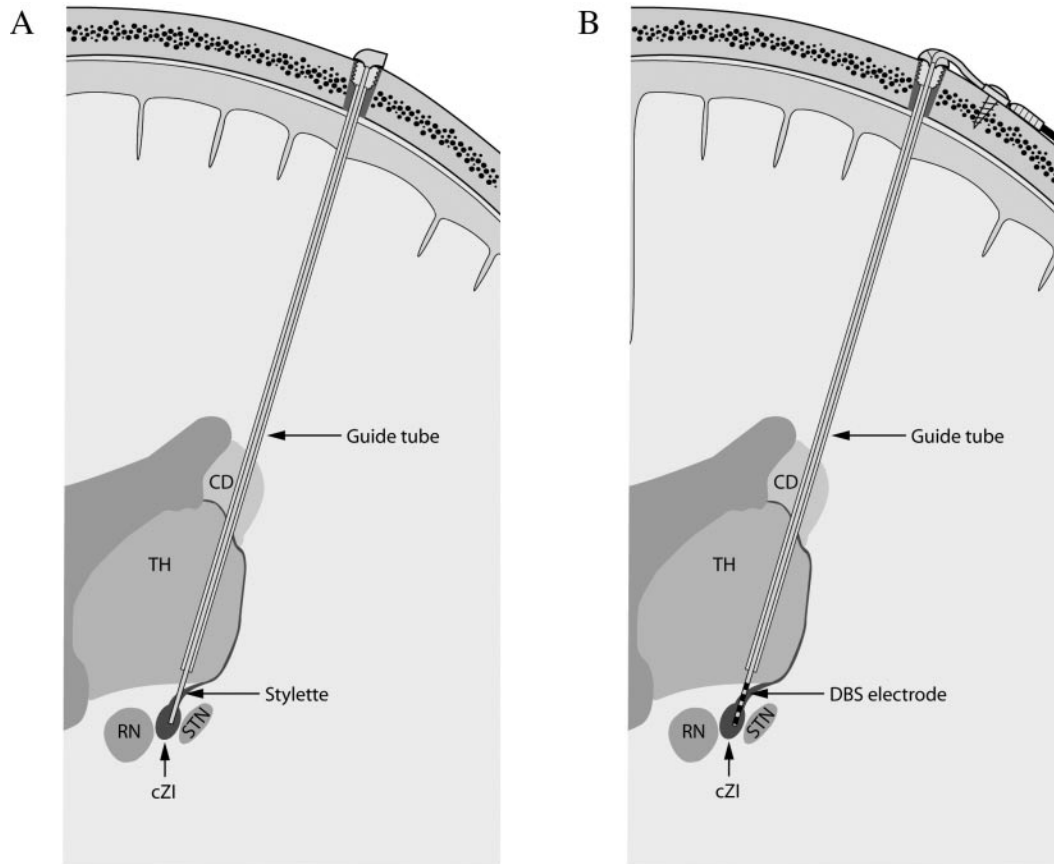 A
Guide tube
CD
TH
Stylette
RN
STN
cZI
B
Guide tube
CD
TH
DBS electrode
RN
STN
cZI